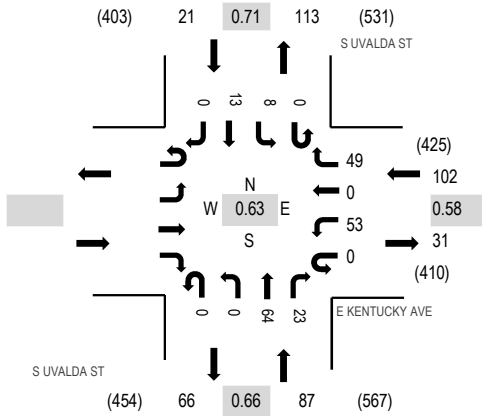 (403) 21 0.71 113 (531)
S UVALDA ST
0 13 8 0
(425)
49
102
0
N
W 0.63 E
S
0.58
53
31
0
(410)
0 0 64 23
E KENTUCKY AVE
S UVALDA ST
(454) 66 0.66 87 (567)